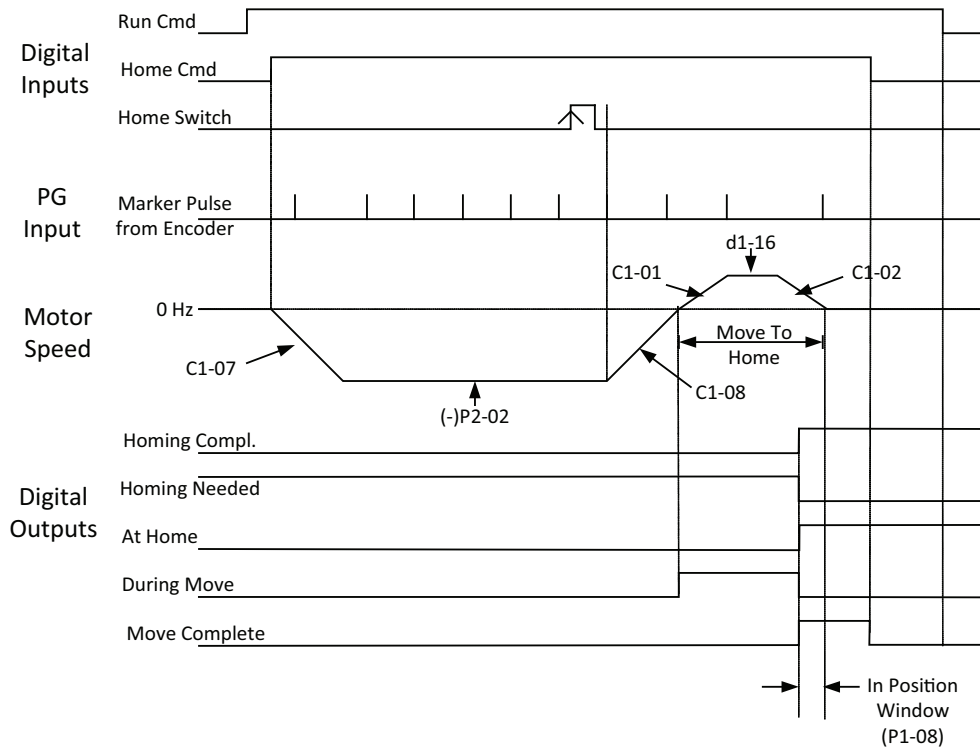 Digital
Inputs
Run Cmd
Home Cmd
Home Switch
PG
Input
Marker Pulse
from Encoder
d1-16
C1-01
C1-02
Motor
Speed
0 Hz
Move To
Home
C1-07
C1-08
(-)P2-02
Digital
Outputs
Homing Compl.
Homing Needed
At Home
During Move
Move Complete
In Position
Window
(P1-08)